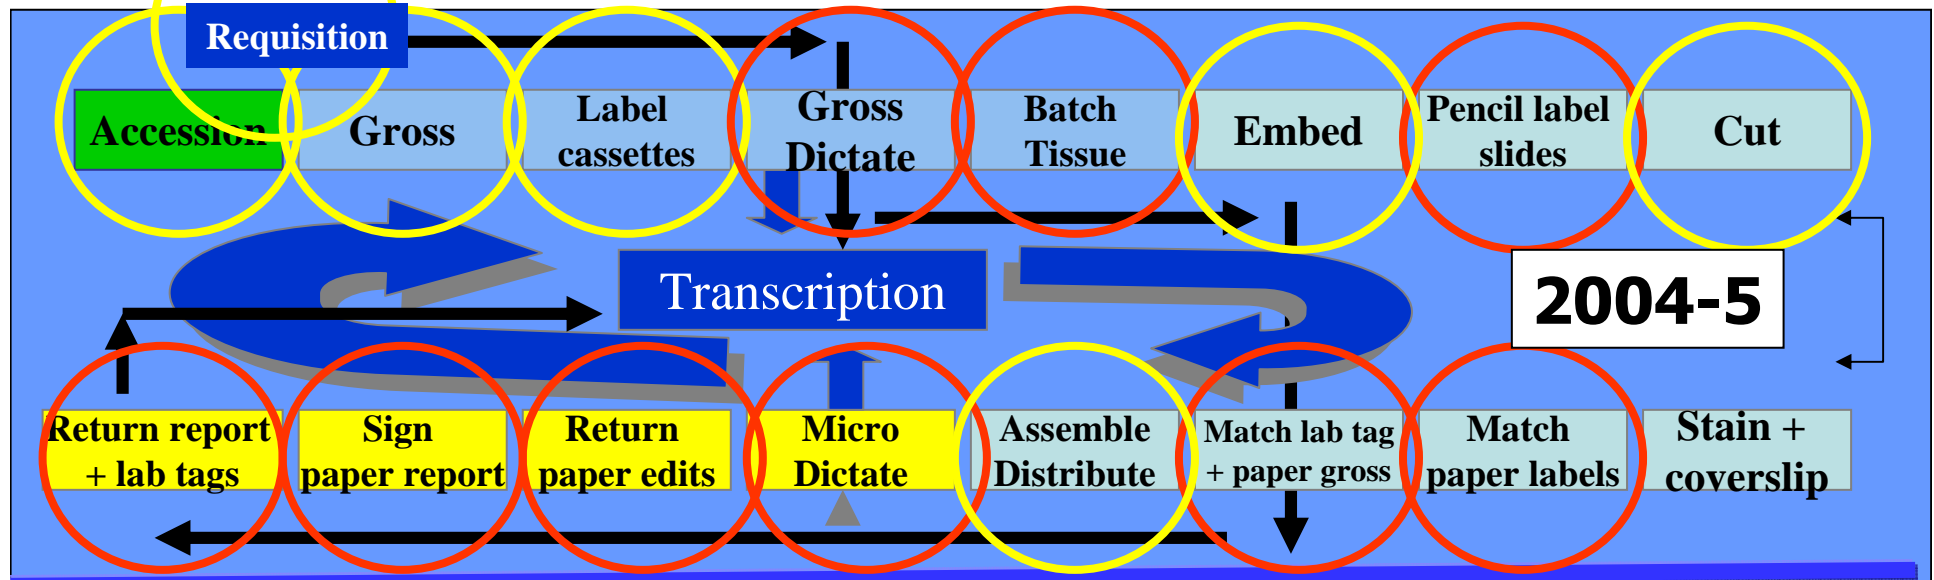 Requisition
Accession
Gross
Label
cassettes
Gross
Dictate
Batch
Tissue
Embed
Pencil label
slides
Cut
Transcription
2004-5
Return report
+ lab tags
Sign
paper report
Return
paper edits
Micro
Dictate
Assemble
Distribute
Match lab tag
+ paper gross
Match
paper labels
Stain +
coverslip